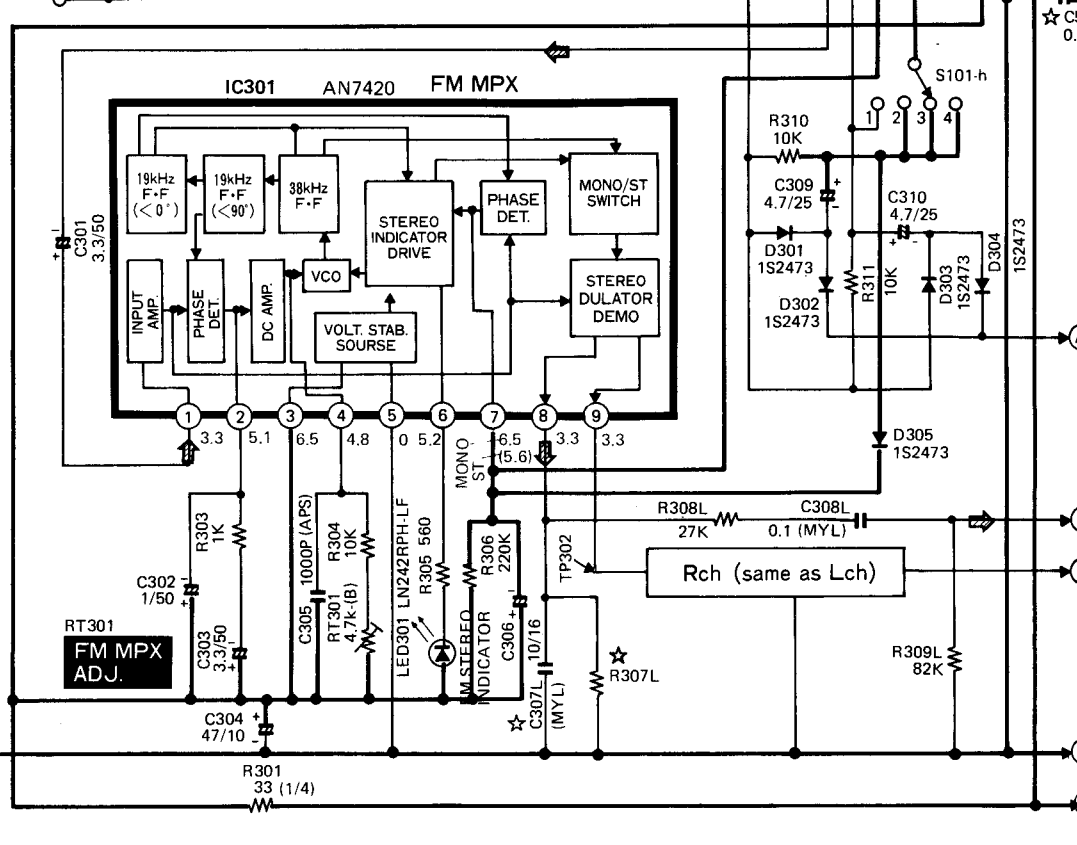 ☆ C
0.
IC301 AN7420 FM MPX
S101-h
1 2 3 4
R310
10K
C309
4.7/25
+
-
C310
4.7/25
+ -
D301
1S2473
D302
1S2473
R311
10K
D303
1S2473
D304
1S2473
D305
1S2473
C301
3.3/50
-
+
19kHz
F·F
(<0°)
19kHz
F·F
(<90°)
38kHz
F·F
STEREO
INDICATOR
DRIVE
PHASE
DET.
MONO/ST
SWITCH
INPUT
AMP.
PHASE
DET.
DC AMP.
VCO
VOLT. STAB.
SOURSE
STEREO
DULATOR
DEMO
1 2 3 4 5 6 7 8 9
3.3 5.1 6.5 4.8 0 5.2 6.5 3.3 3.3
(5.6)
MONO
ST
R303
1K
C302
1/50
-
+
C303
3.3/50
-
+
C305 1000P (APS)
R304
10K
RT301
4.7k-(B)
LED301 LN242RPH-LF
R305 560
R306
220K
FM STEREO
INDICATOR
C306
-
+
TP302
R308L
27K
C308L
0.1 (MYL)
Rch (same as Lch)
☆
R307L
☆ C307L 10/16
(MYL)
R309L
82K
RT301
FM MPX
ADJ.
C304
47/10
+
-
R301
33 (1/4)